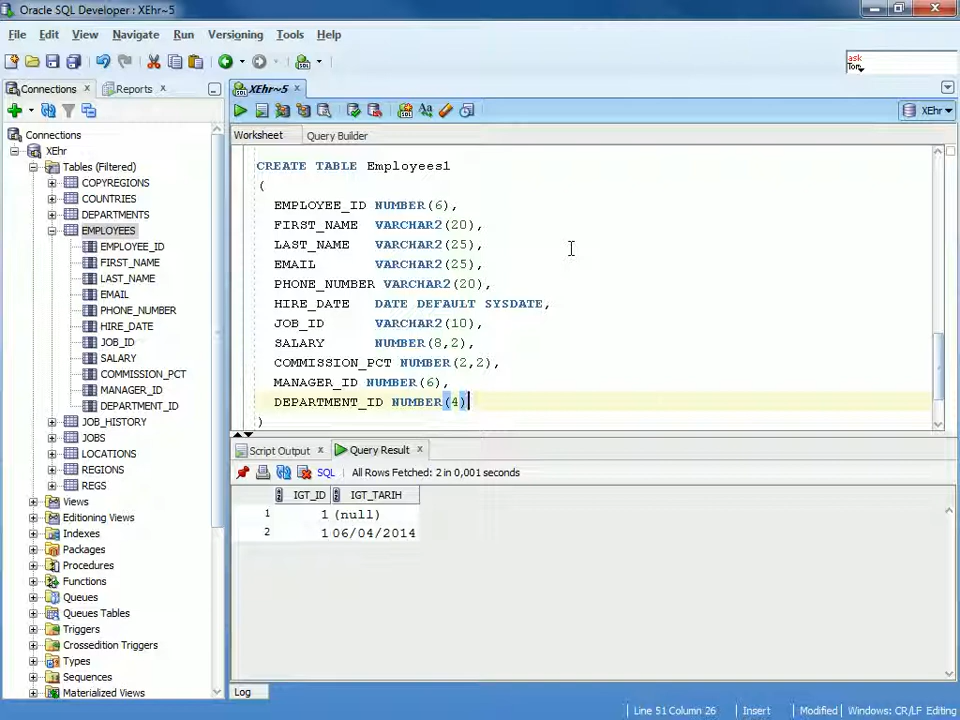 Oracle SQL Developer : XEhr~5
File Edit View Navigate Run Versioning Tools Help
ask
Tom
Connections Reports XEhr~5
XEhr
Worksheet Query Builder
Connections
XEhr
Tables (Filtered)
COPYREGIONS
COUNTRIES
DEPARTMENTS
EMPLOYEES
EMPLOYEE_ID
FIRST_NAME
LAST_NAME
EMAIL
PHONE_NUMBER
HIRE_DATE
JOB_ID
SALARY
COMMISSION_PCT
MANAGER_ID
DEPARTMENT_ID
JOB_HISTORY
JOBS
LOCATIONS
REGIONS
REGS
Views
Editioning Views
Indexes
Packages
Procedures
Functions
Queues
Queues Tables
Triggers
Crossedition Triggers
Types
Sequences
Materialized Views
CREATE TABLE Employees1
(
EMPLOYEE_ID NUMBER(6),
FIRST_NAME VARCHAR2(20),
LAST_NAME VARCHAR2(25),
EMAIL VARCHAR2(25),
PHONE_NUMBER VARCHAR2(20),
HIRE_DATE DATE DEFAULT SYSDATE,
JOB_ID VARCHAR2(10),
SALARY NUMBER(8,2),
COMMISSION_PCT NUMBER(2,2),
MANAGER_ID NUMBER(6),
DEPARTMENT_ID NUMBER(4)
)
Script Output Query Result
SQL All Rows Fetched: 2 in 0,001 seconds
IGT_ID IGT_TARIH
1 1 (null)
2 1 06/04/2014
Log
Line 51 Column 26 Insert Modified Windows: CR/LF Editing